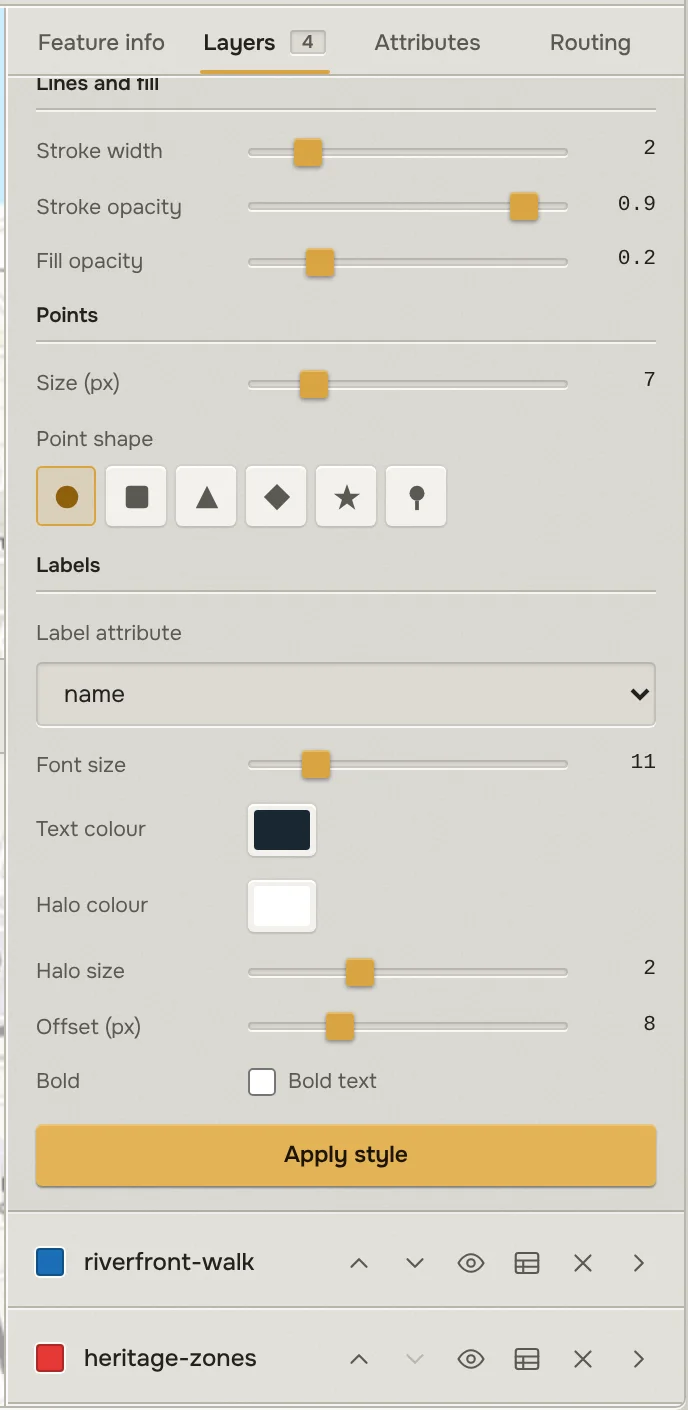 Feature info Layers 4 Attributes Routing
Lines and fill
Stroke width 2
Stroke opacity 0.9
Fill opacity 0.2
Points
Size (px) 7
Point shape
Labels
Label attribute
name
Font size 11
Text colour
Halo colour
Halo size 2
Offset (px) 8
Bold Bold text
Apply style
riverfront-walk
heritage-zones